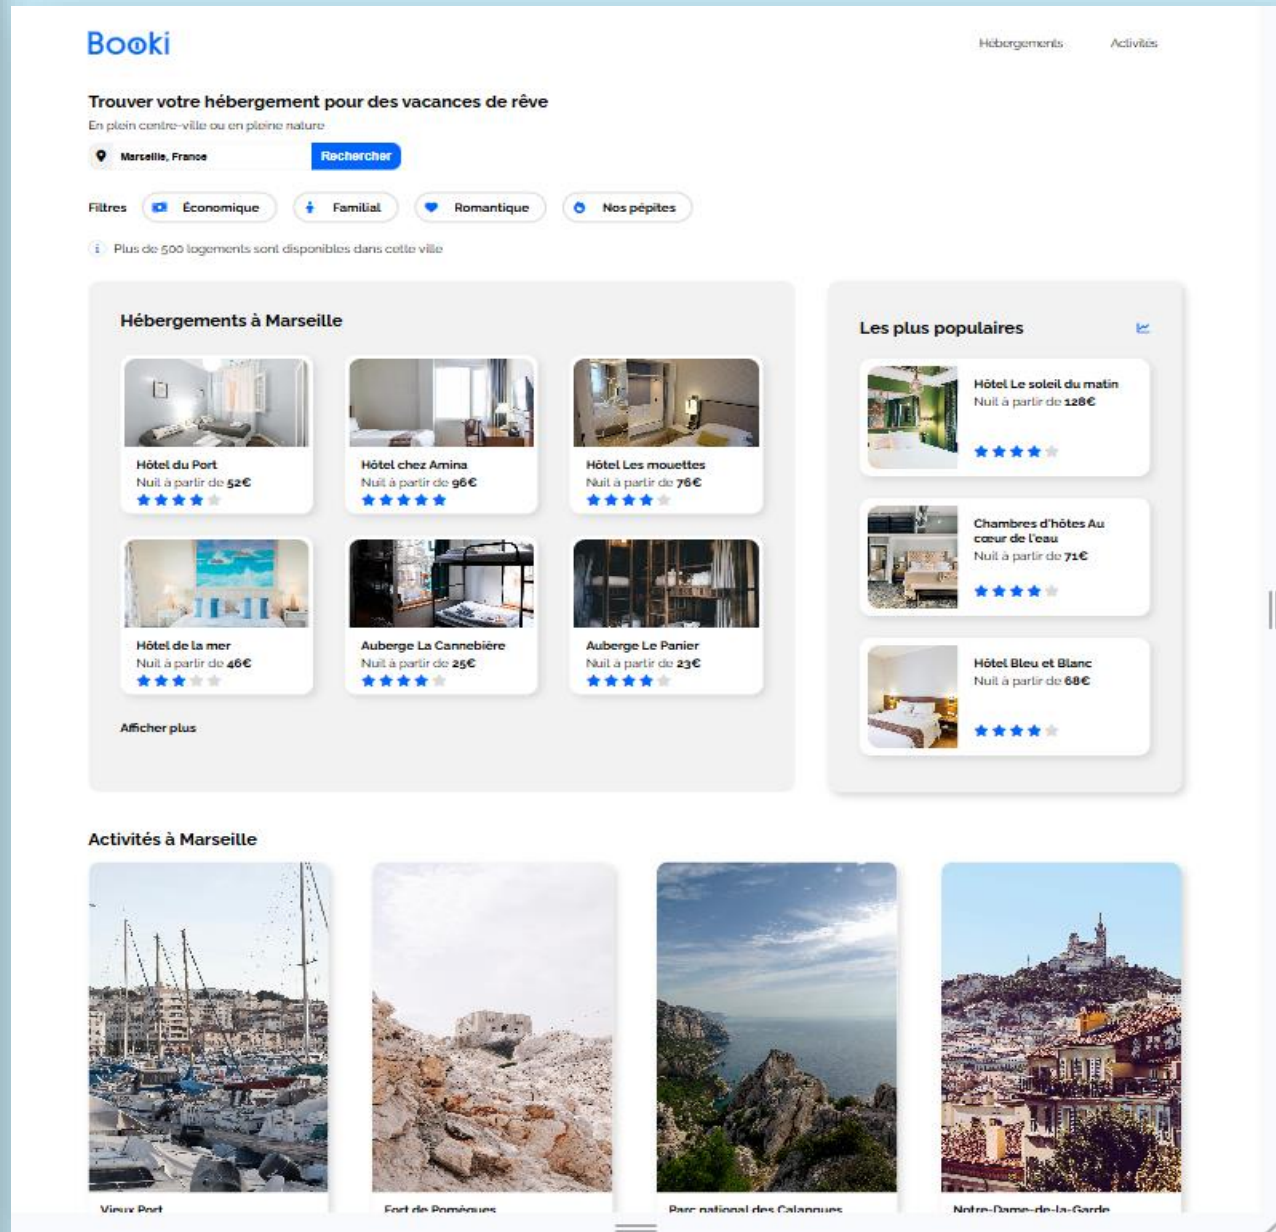 Booki
Hébergements
Activités
Trouver votre hébergement pour des vacances de rêve
En plein centre-ville ou en pleine nature
Marseille, France
Rechercher
Filtres
Économique
Familial
Romantique
Nos pépites
Plus de 500 logements sont disponibles dans cette ville
Hébergements à Marseille
Hôtel du Port
Nuit à partir de 52€
Hôtel chez Amina
Nuit à partir de 96€
Hôtel Les mouettes
Nuit à partir de 76€
Hôtel de la mer
Nuit à partir de 46€
Auberge La Cannebière
Nuit à partir de 25€
Auberge Le Panier
Nuit à partir de 23€
Afficher plus
Les plus populaires
Hôtel Le soleil du matin
Nuit à partir de 128€
Chambres d'hôtes Au
cœur de l'eau
Nuit à partir de 71€
Hôtel Bleu et Blanc
Nuit à partir de 68€
Activités à Marseille
Vieux Port
Fort de Pomègues
Parc national des Calanques
Notre-Dame-de-la-Garde